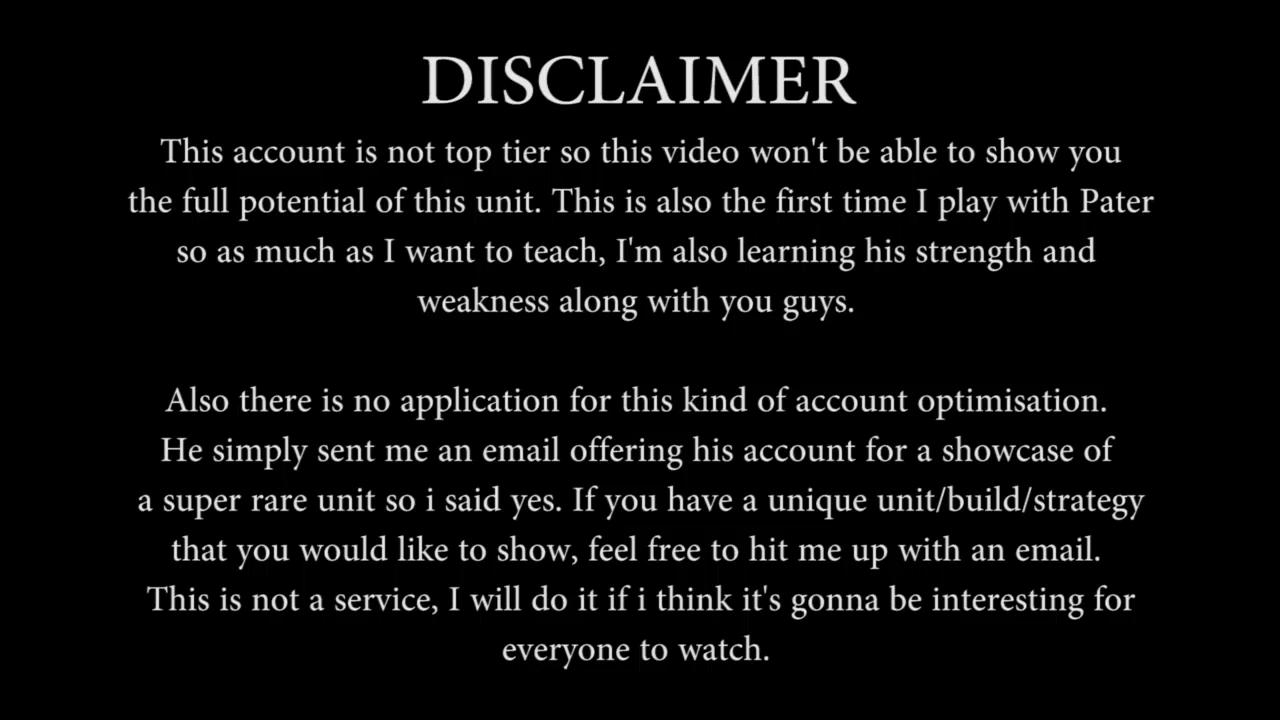 DISCLAIMER
This account is not top tier so this video won't be able to show you
the full potential of this unit. This is also the first time I play with Pater
so as much as I want to teach, I'm also learning his strength and
weakness along with you guys.
Also there is no application for this kind of account optimisation.
He simply sent me an email offering his account for a showcase of
a super rare unit so i said yes. If you have a unique unit/build/strategy
that you would like to show, feel free to hit me up with an email.
This is not a service, I will do it if i think it's gonna be interesting for
everyone to watch.